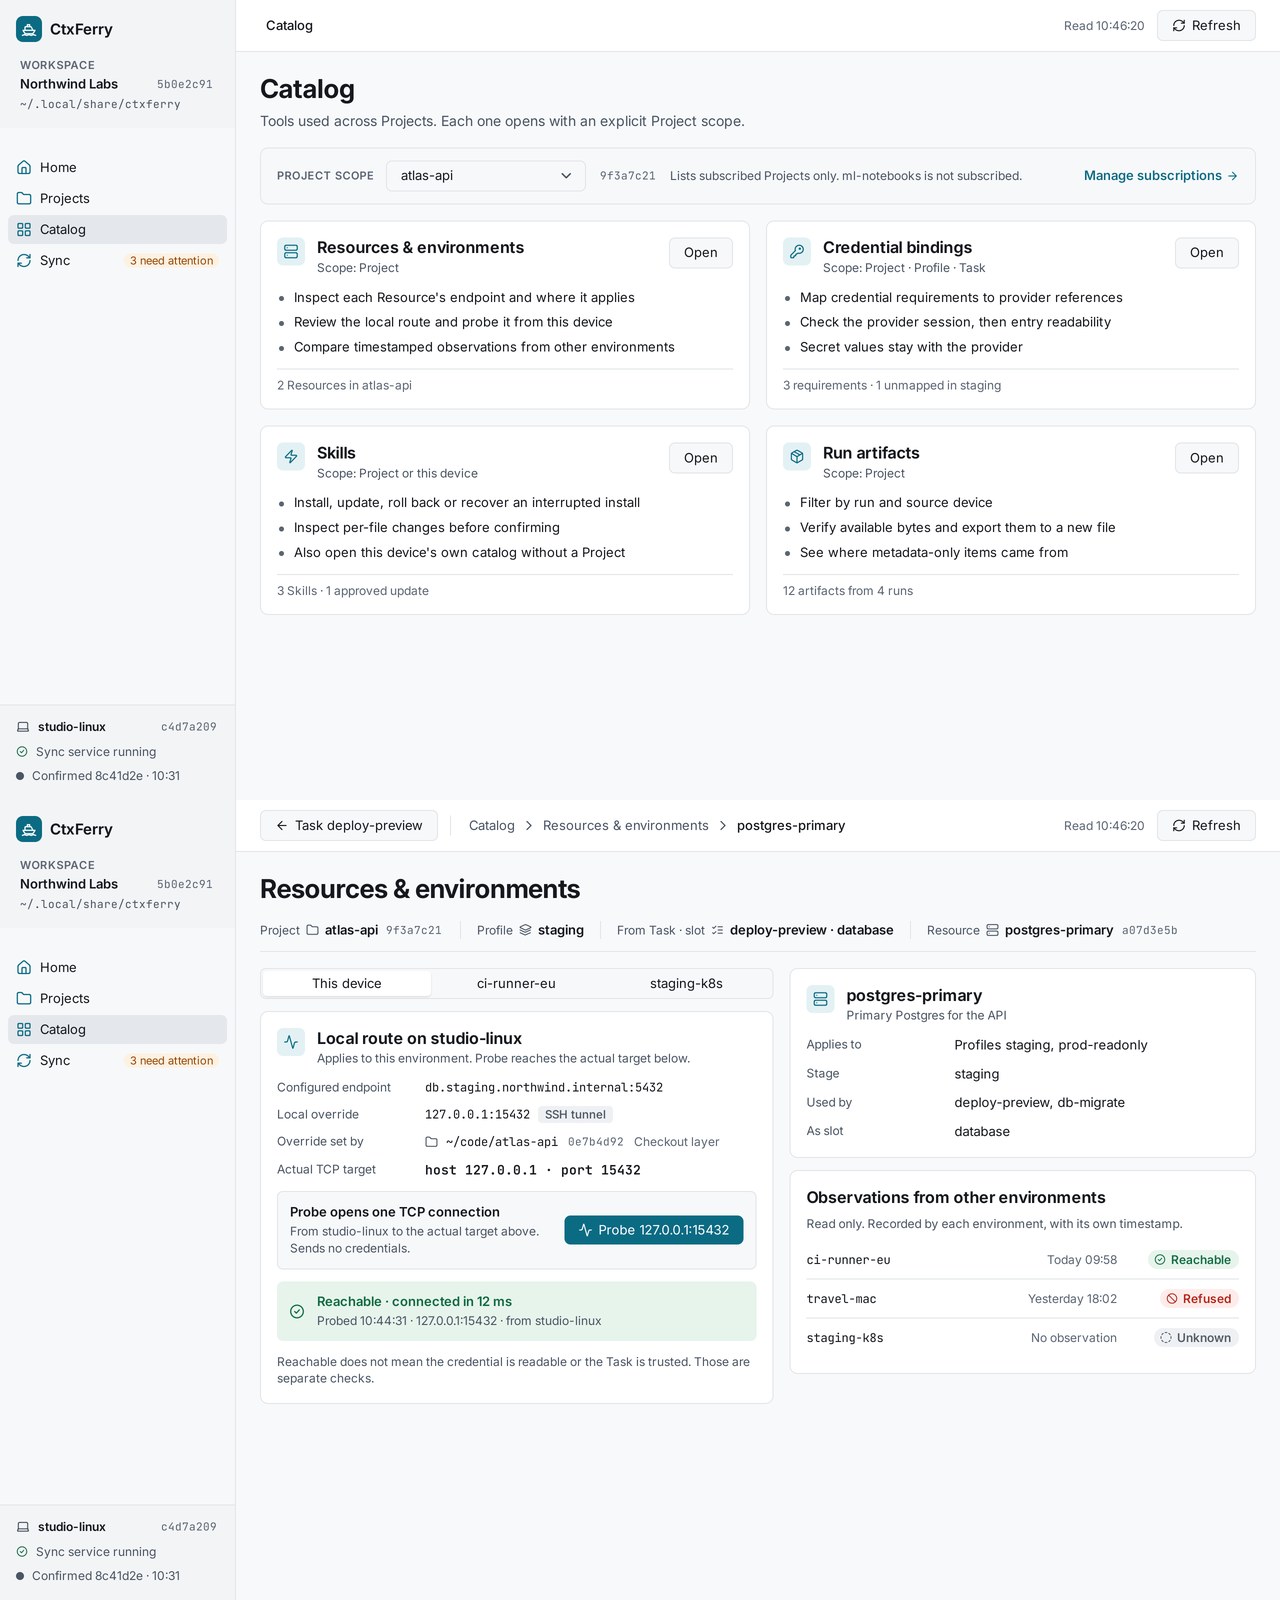 CtxFerry
WORKSPACE
Northwind Labs 5b0e2c91
~/.local/share/ctxferry
Home
Projects
Catalog
Sync 3 need attention
studio-linux c4d7a209
Sync service running
Confirmed 8c41d2e · 10:31
Catalog
Read 10:46:20 Refresh
Catalog
Tools used across Projects. Each one opens with an explicit Project scope.
PROJECT SCOPE atlas-api 9f3a7c21 Lists subscribed Projects only. ml-notebooks is not subscribed. Manage subscriptions →
Resources & environments Open
Scope: Project
• Inspect each Resource's endpoint and where it applies
• Review the local route and probe it from this device
• Compare timestamped observations from other environments
2 Resources in atlas-api
Credential bindings Open
Scope: Project · Profile · Task
• Map credential requirements to provider references
• Check the provider session, then entry readability
• Secret values stay with the provider
3 requirements · 1 unmapped in staging
Skills Open
Scope: Project or this device
• Install, update, roll back or recover an interrupted install
• Inspect per-file changes before confirming
• Also open this device's own catalog without a Project
3 Skills · 1 approved update
Run artifacts Open
Scope: Project
• Filter by run and source device
• Verify available bytes and export them to a new file
• See where metadata-only items came from
12 artifacts from 4 runs
CtxFerry
WORKSPACE
Northwind Labs 5b0e2c91
~/.local/share/ctxferry
Home
Projects
Catalog
Sync 3 need attention
studio-linux c4d7a209
Sync service running
Confirmed 8c41d2e · 10:31
← Task deploy-preview Catalog > Resources & environments > postgres-primary
Read 10:46:20 Refresh
Resources & environments
Project atlas-api 9f3a7c21 Profile staging From Task · slot deploy-preview · database Resource postgres-primary a07d3e5b
This device ci-runner-eu staging-k8s
Local route on studio-linux
Applies to this environment. Probe reaches the actual target below.
Configured endpoint db.staging.northwind.internal:5432
Local override 127.0.0.1:15432 SSH tunnel
Override set by ~/code/atlas-api 0e7b4d92 Checkout layer
Actual TCP target host 127.0.0.1 · port 15432
Probe opens one TCP connection
From studio-linux to the actual target above.
Sends no credentials.
Probe 127.0.0.1:15432
Reachable · connected in 12 ms
Probed 10:44:31 · 127.0.0.1:15432 · from studio-linux
Reachable does not mean the credential is readable or the Task is trusted. Those are
separate checks.
postgres-primary
Primary Postgres for the API
Applies to Profiles staging, prod-readonly
Stage staging
Used by deploy-preview, db-migrate
As slot database
Observations from other environments
Read only. Recorded by each environment, with its own timestamp.
ci-runner-eu Today 09:58 Reachable
travel-mac Yesterday 18:02 Refused
staging-k8s No observation Unknown